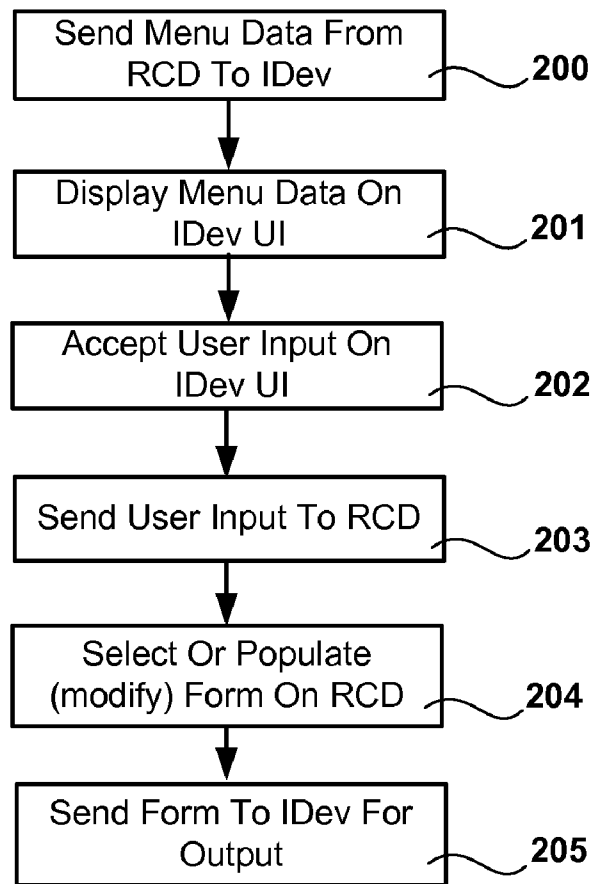 Send Menu Data From
RCD To IDev
200
Display Menu Data On
IDev UI
201
Accept User Input On
IDev UI
202
Send User Input To RCD
203
Select Or Populate
(modify) Form On RCD
204
Send Form To IDev For
Output
205